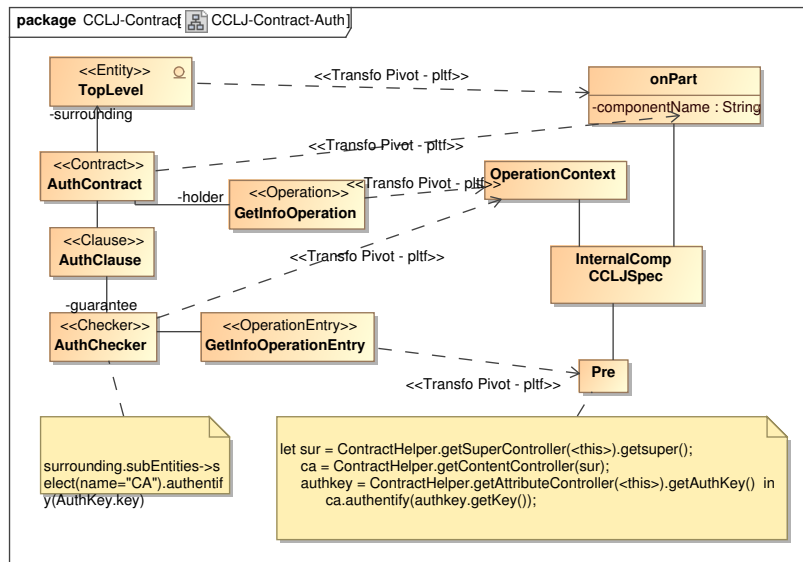 package CCLJ-Contract[ CCLJ-Contract-Auth]
<<Entity>>
TopLevel
<<Transfo Pivot - pltf>>
onPart
-componentName : String
-surrounding
<<Transfo Pivot - pltf>>
<<Contract>>
AuthContract
-holder
<<Operation>>
GetInfoOperation
<<Transfo Pivot - pltf>>
OperationContext
<<Clause>>
AuthClause
<<Transfo Pivot - pltf>>
InternalComp
CCLJSpec
-guarantee
<<Checker>>
AuthChecker
<<OperationEntry>>
GetInfoOperationEntry
<<Transfo Pivot - pltf>>
Pre
surrounding.subEntities->s
elect(name="CA").authentif
y(AuthKey.key)
let sur = ContractHelper.getSuperController(<this>).getsuper();
ca = ContractHelper.getContentController(sur);
authkey = ContractHelper.getAttributeController(<this>).getAuthKey() in
ca.authentify(authkey.getKey());